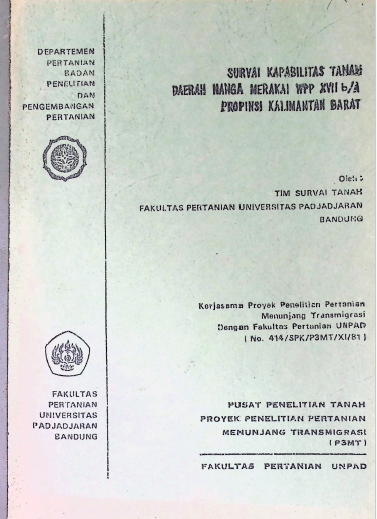 DEPARTEMEN
PERTANIAN
BADAN
PENELITIAN
DAN
PENGEMBANGAN
PERTANIAN
SURVAI KAPABILITAS TANAH
DAERAH NANGA MERAKAI WPP XVII b/A
PROPINSI KALIMANTAN BARAT
Oleh :
TIM SURVAI TANAH
FAKULTAS PERTANIAN UNIVERSITAS PADJADJARAN
BANDUNG
Kerjasama Proyek Penelitian Pertanian
Menunjang Transmigrasi
Dengan Fakultas Pertanian UNPAD
( No. 414/SPK/P3MT/XI/81 )
FAKULTAS
PERTANIAN
UNIVERSITAS
PADJADJARAN
BANDUNG
PUSAT PENELITIAN TANAH
PROYEK PENELITIAN PERTANIAN
MENUNJANG TRANSMIGRASI
( P3MT )
FAKULTAS PERTANIAN UNPAD